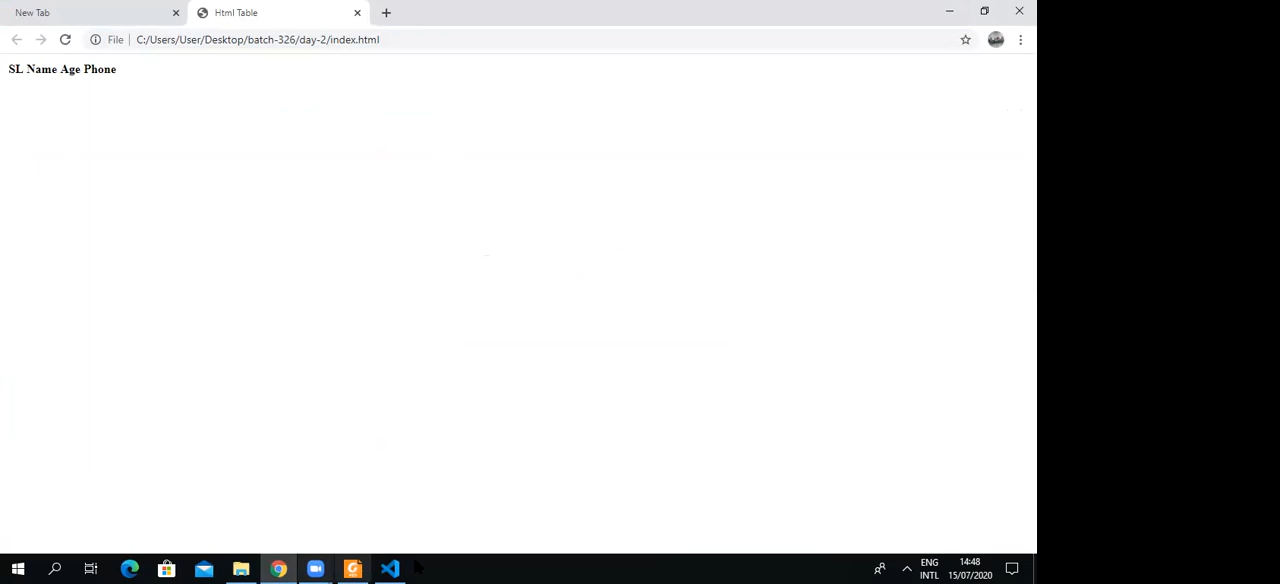 New Tab
Html Table
File
C:/Users/User/Desktop/batch-326/day-2/index.html
SL Name Age Phone
ENG
INTL
14:48
15/07/2020